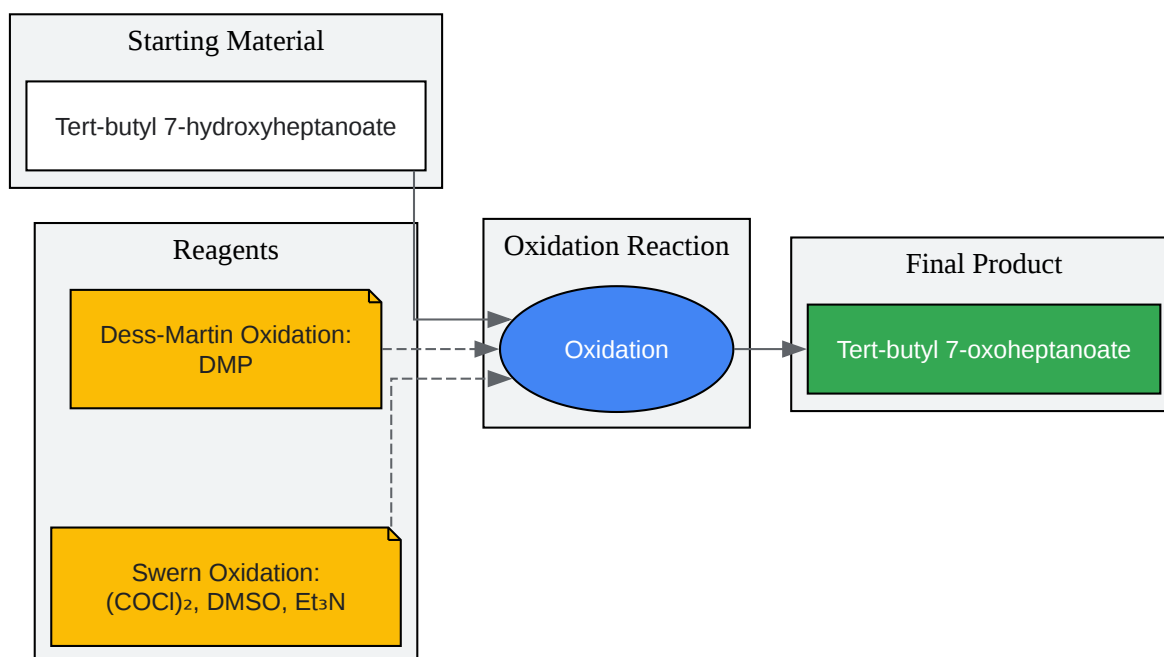 Starting Material
Tert-butyl 7-hydroxyheptanoate
Reagents
Dess-Martin Oxidation:
DMP
Swern Oxidation:
(COCl)₂, DMSO, Et₃N
Oxidation Reaction
Oxidation
Final Product
Tert-butyl 7-oxoheptanoate